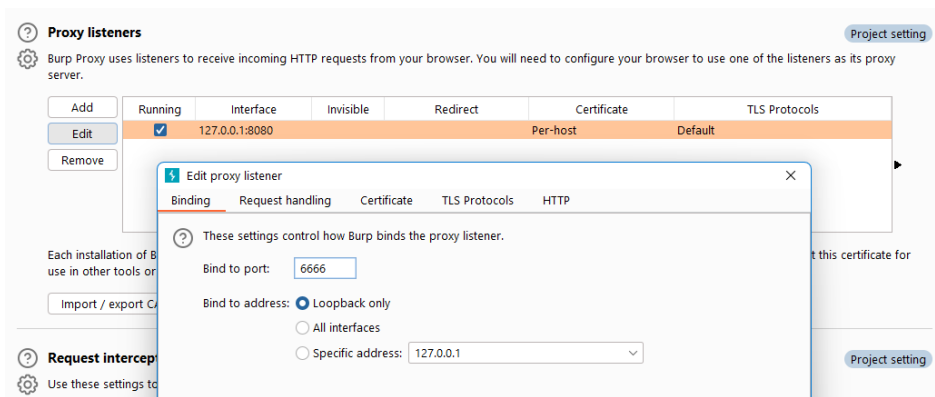 Proxy listeners
Project setting
Burp Proxy uses listeners to receive incoming HTTP requests from your browser. You will need to configure your browser to use one of the listeners as its proxy
server.
Add
Running Interface Invisible Redirect Certificate TLS Protocols
Edit
127.0.0.1:8080 Per-host Default
Remove
Edit proxy listener
Binding Request handling Certificate TLS Protocols HTTP
These settings control how Burp binds the proxy listener.
Each installation of B
t this certificate for
use in other tools or
Bind to port: 6666
Import / export CA
Bind to address: Loopback only
All interfaces
Specific address: 127.0.0.1
Request intercep
Project setting
Use these settings to